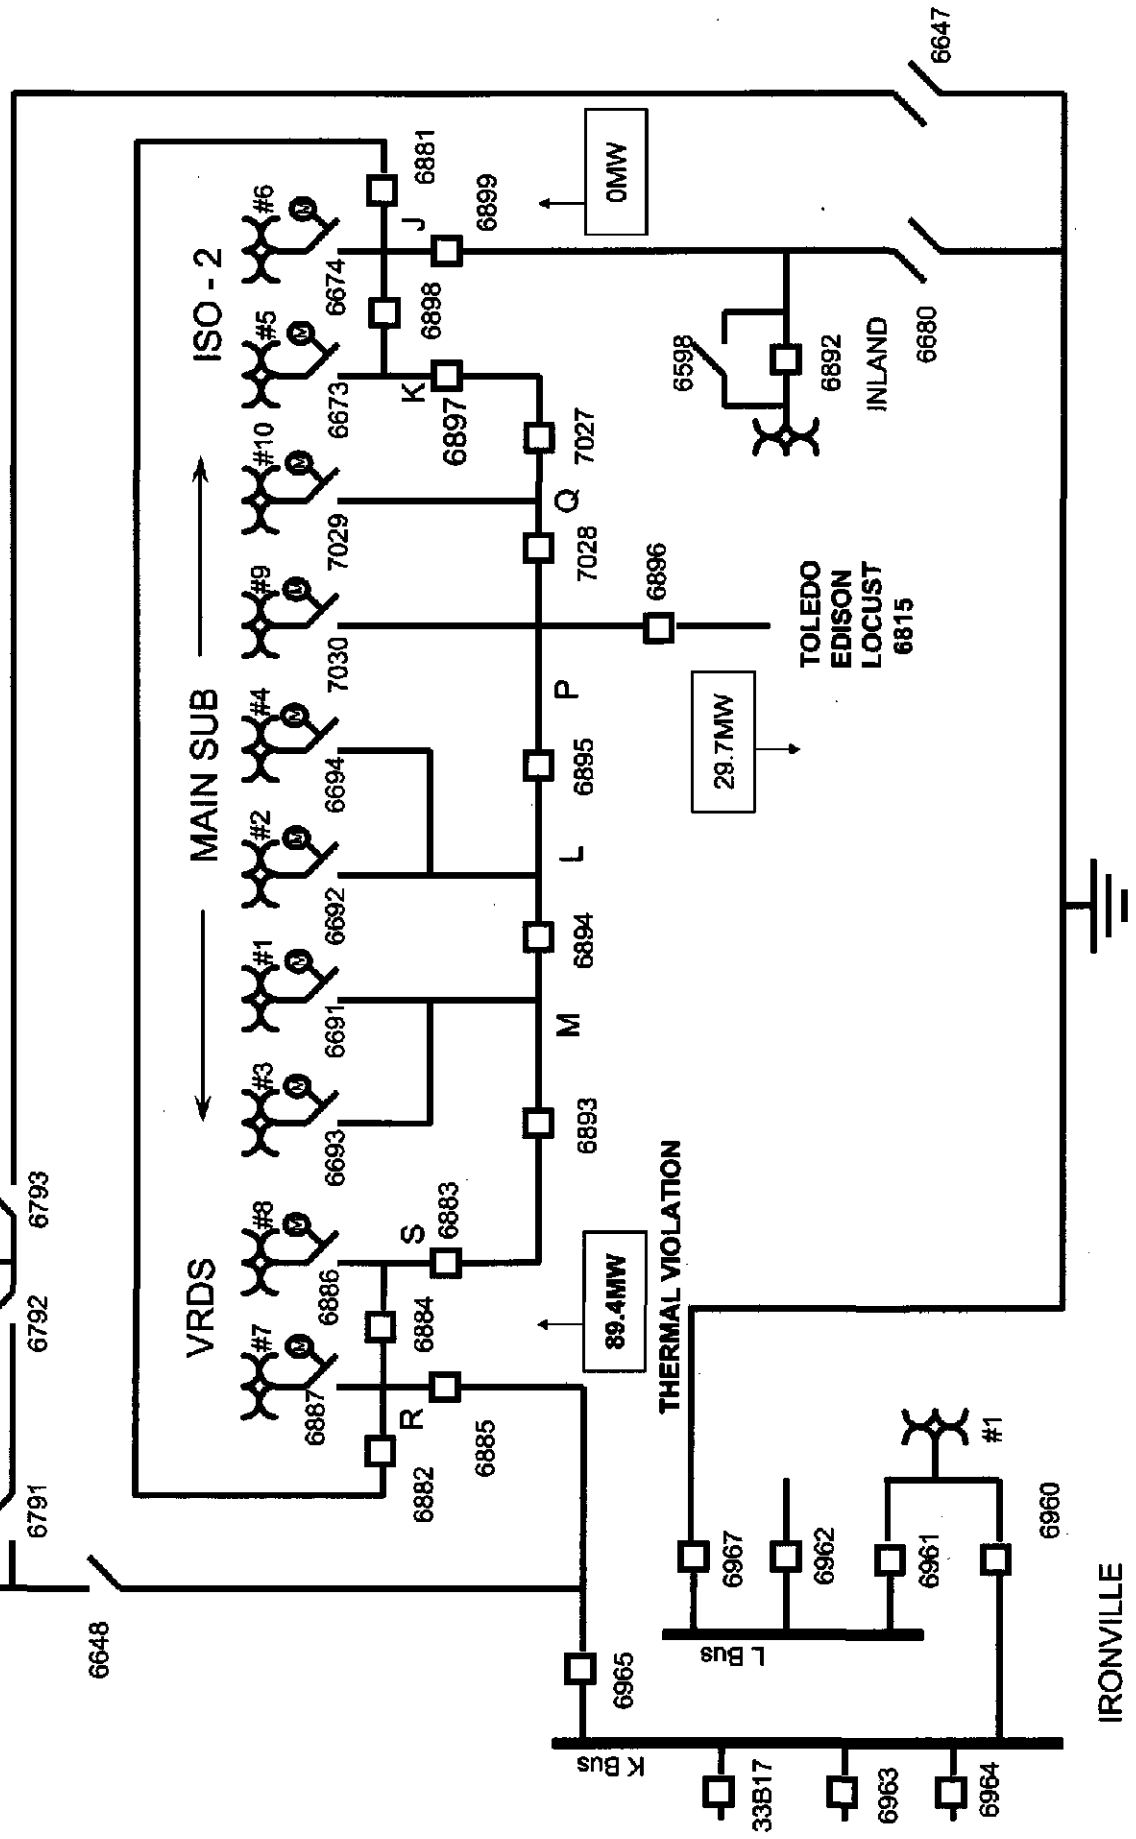 6648
6791
6792
6793
6647
VRDS
MAIN SUB
ISO - 2
#7
#8
#3
#1
#2
#4
#9
#10
#5
#6
M
M
M
M
M
M
M
M
M
M
6887
6886
6693
6691
6692
6694
7030
7029
6673
6674
6882
6884
6898
6881
R
S
K
J
6885
6883
6897
6899
6893
M
6894
L
6895
P
7028
Q
7027
6896
89.4MW
THERMAL VIOLATION
29.7MW
0MW
TOLEDO
EDISON
LOCUST
6815
6598
6892
INLAND
6680
6965
K Bus
33B17
6963
6964
L Bus
6967
6962
6961
6960
#1
IRONVILLE